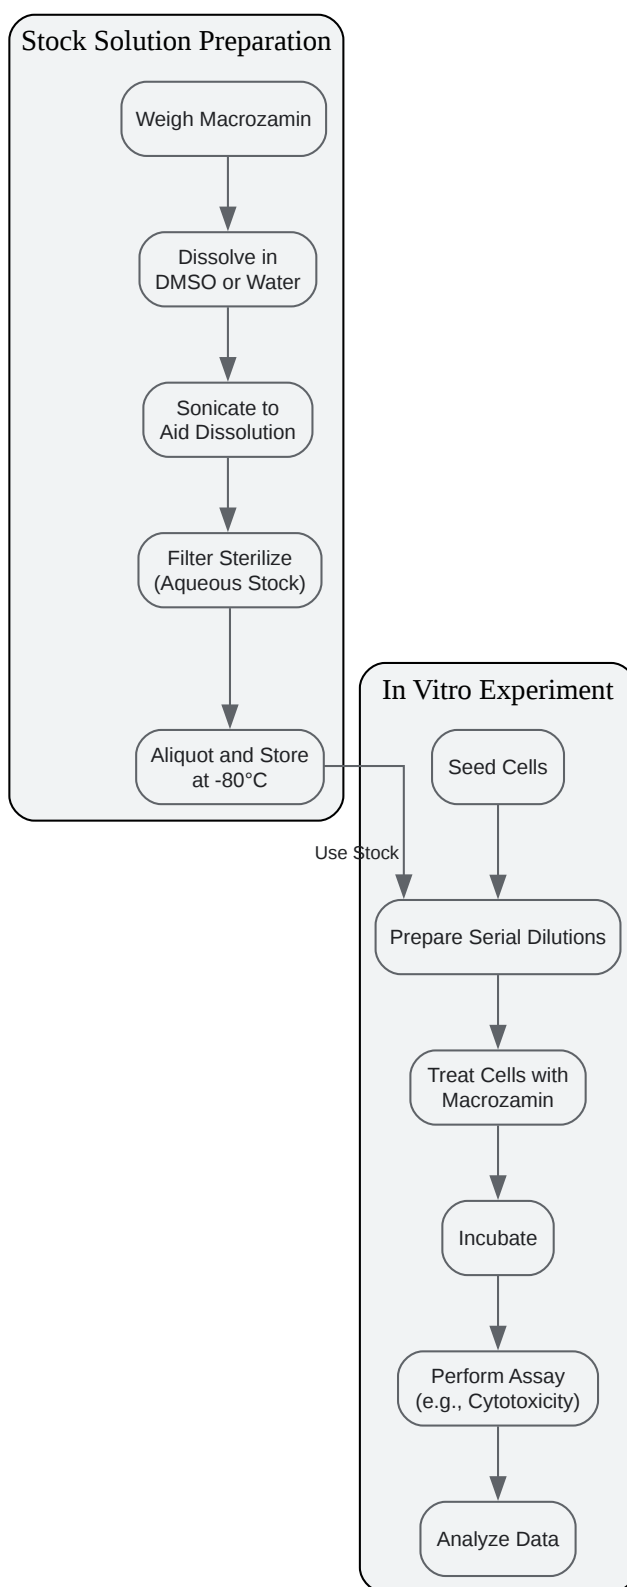 Stock Solution Preparation
Weigh Macrozamin
Dissolve in
DMSO or Water
Sonicate to
Aid Dissolution
Filter Sterilize
(Aqueous Stock)
Aliquot and Store
at -80°C
Use Stock
In Vitro Experiment
Seed Cells
Prepare Serial Dilutions
Treat Cells with
Macrozamin
Incubate
Perform Assay
(e.g., Cytotoxicity)
Analyze Data